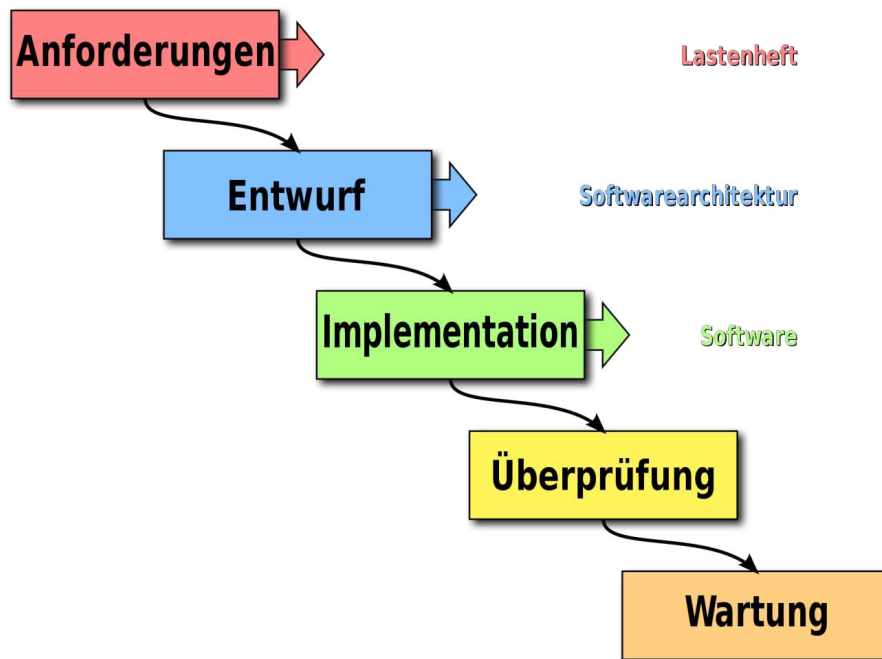 Anforderungen
Lastenheft
Entwurf
Softwarearchitektur
Implementation
Software
Überprüfung
Wartung